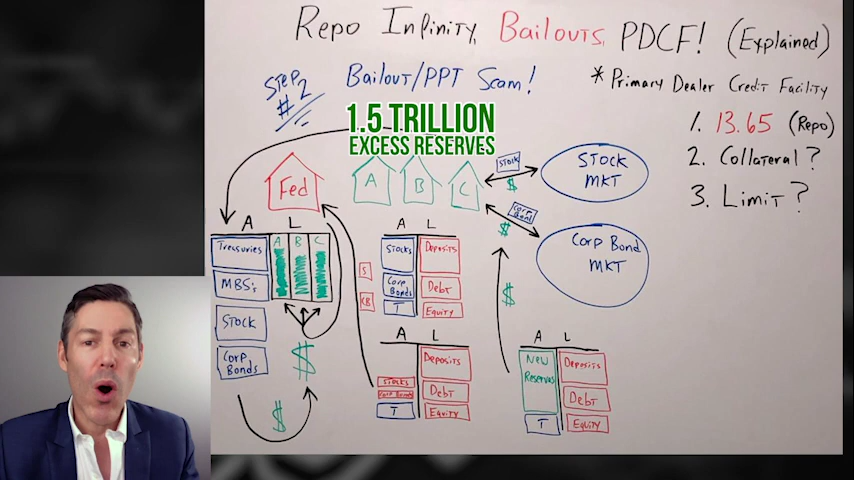 Repo Infinity, Bailouts, PDCF! (Explained)
Step #2
Bailout/PPT Scam!
* Primary Dealer Credit Facility
1.5 TRILLION
EXCESS RESERVES
1. 13.65 (Repo)
2. Collateral?
3. Limit?
Fed
A B C
STOCK
$
STOCK MKT
Corp Bond
$
Corp Bond MKT
A L
Treasuries
A B C
MBS's
STOCK
Corp Bonds
$
$
A L
STOCKS
Deposits
Corp Bonds
Debt
T
Equity
S
CB
A L
Deposits
STOCKS
Corp Bonds
Debt
T
Equity
$
A L
New Reserves
Deposits
Debt
T
Equity